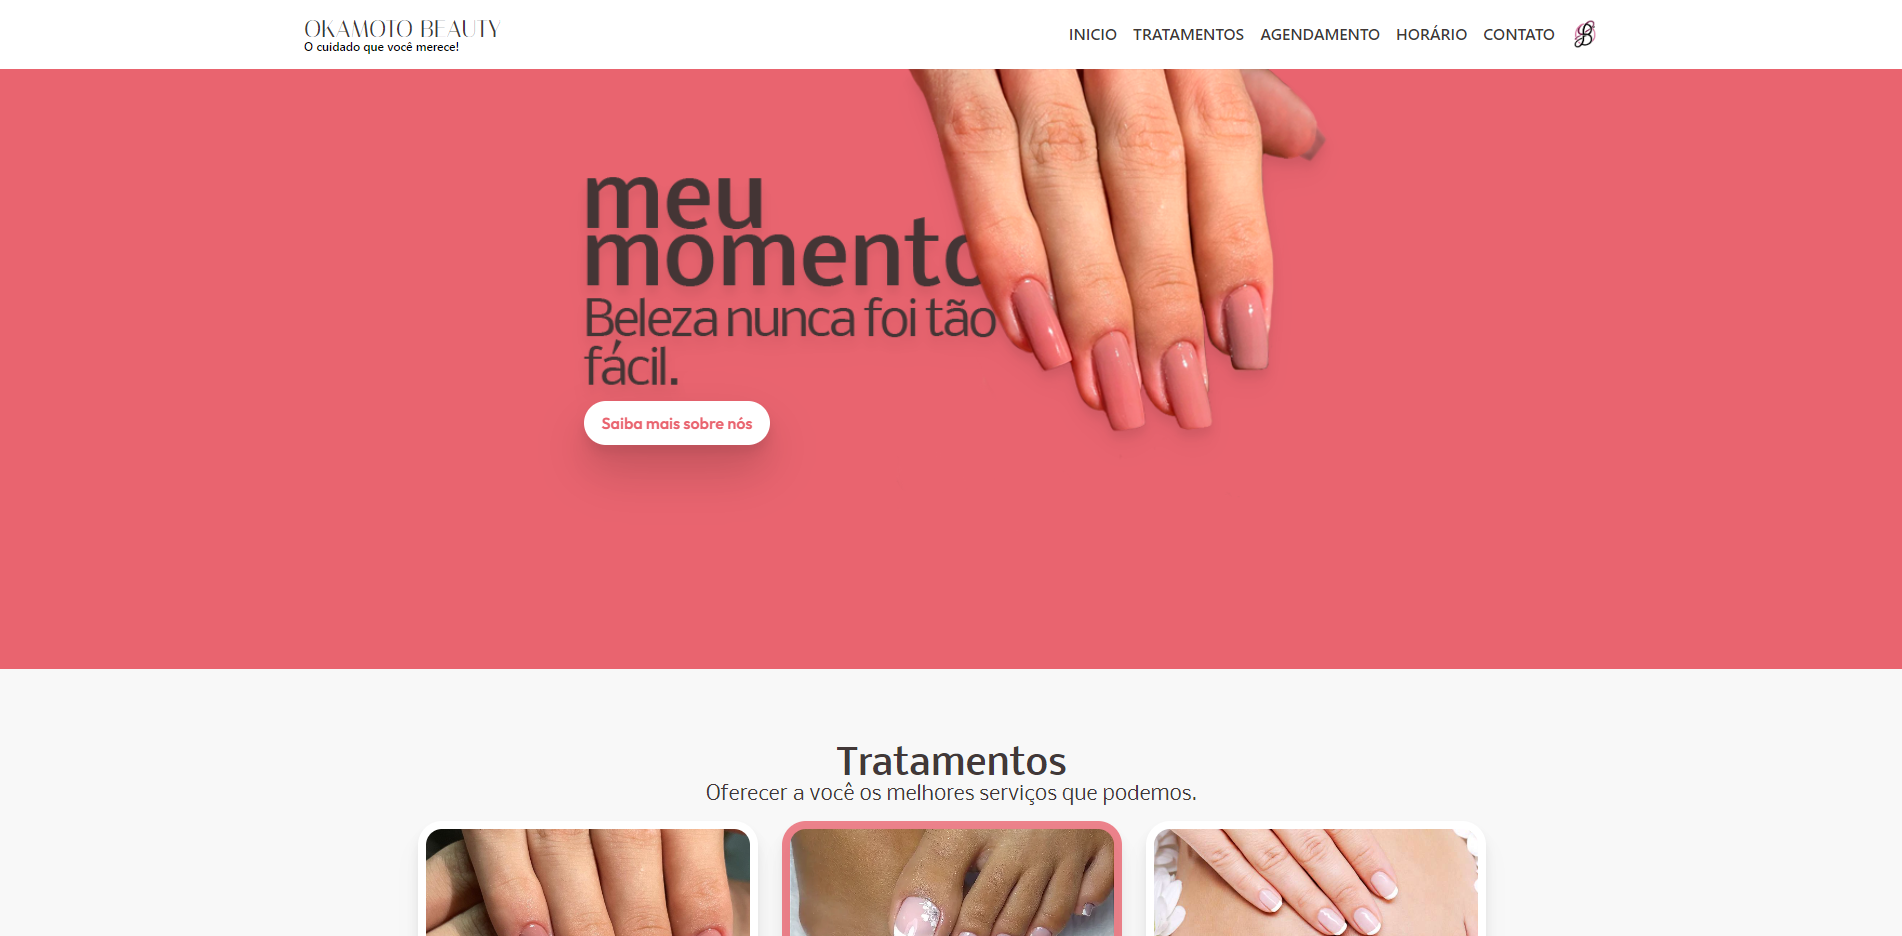 OKAMOTO BEAUTY
O cuidado que você merece!
INICIO TRATAMENTOS AGENDAMENTO HORÁRIO CONTATO
meu
momento
Beleza nunca foi tão
fácil.
Saiba mais sobre nós
Tratamentos
Oferecer a você os melhores serviços que podemos.